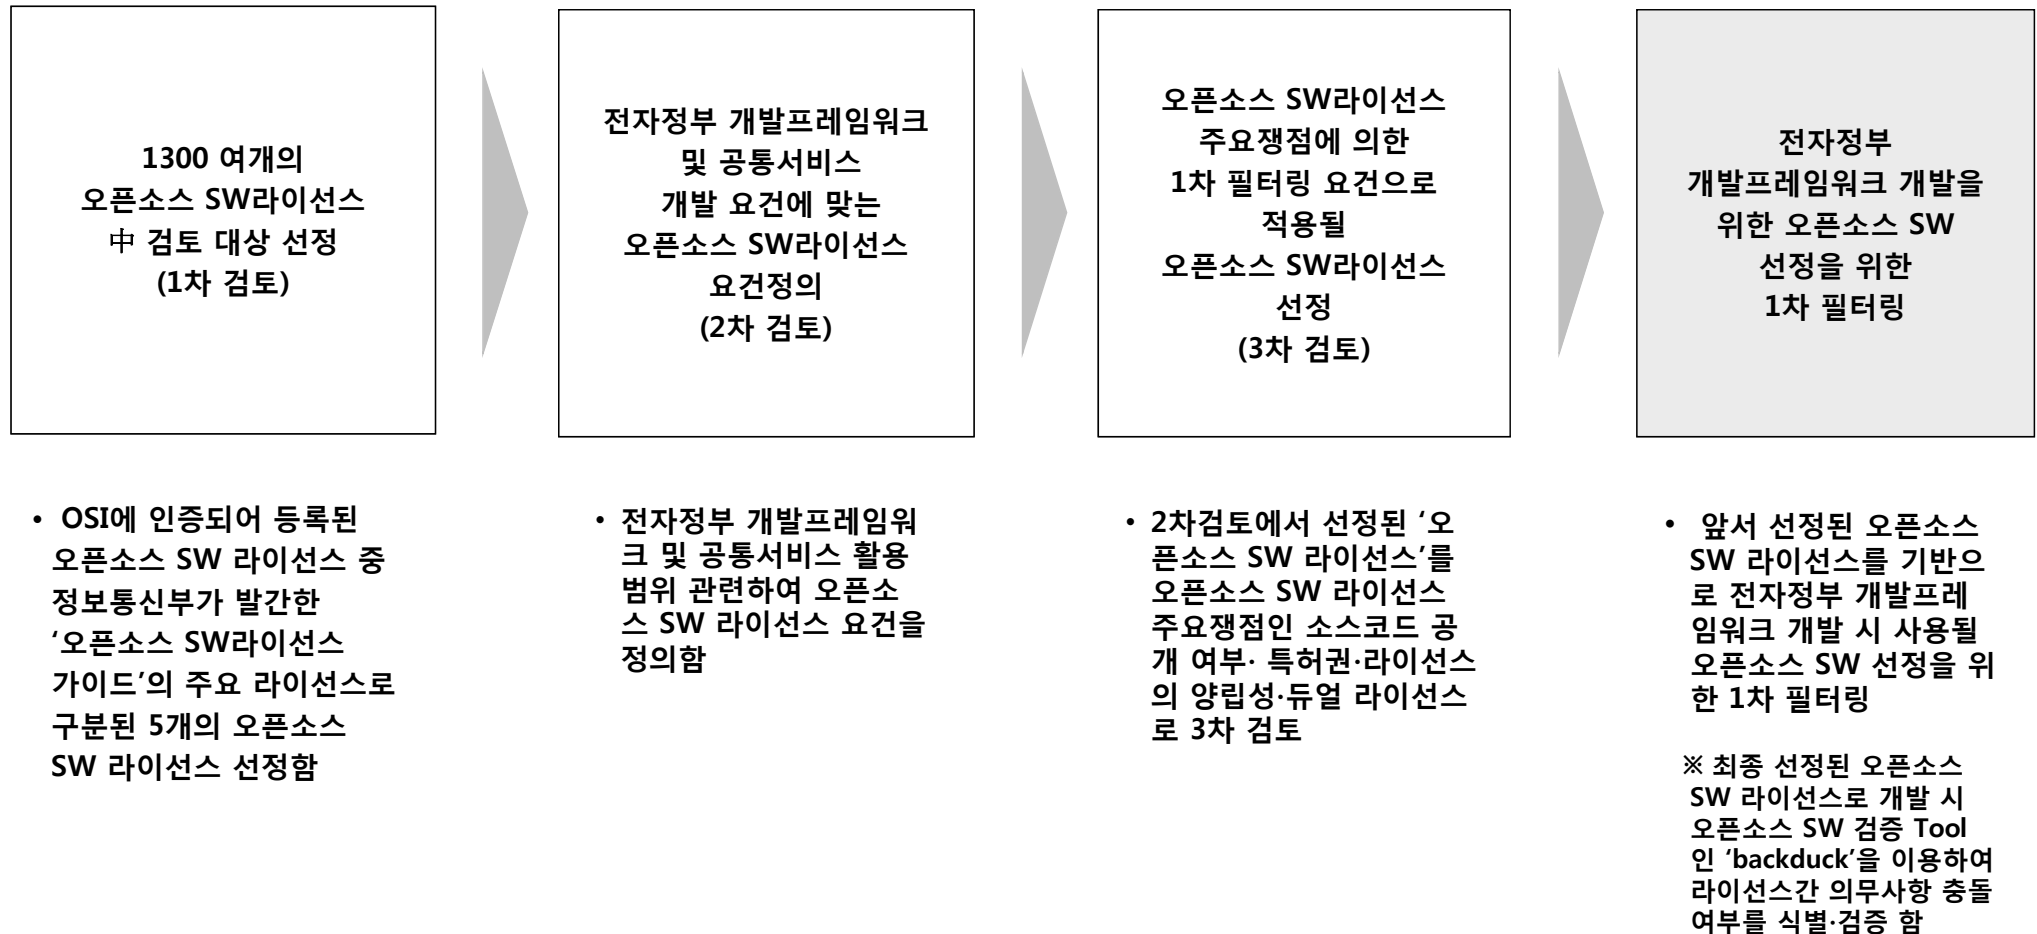 1300 여개의
오픈소스 SW라이선스
中 검토 대상 선정
(1차 검토)
전자정부 개발프레임워크
및 공통서비스
개발 요건에 맞는
오픈소스 SW라이선스
요건정의
(2차 검토)
오픈소스 SW라이선스
주요쟁점에 의한
1차 필터링 요건으로
적용될
오픈소스 SW라이선스
선정
(3차 검토)
전자정부
개발프레임워크 개발을
위한 오픈소스 SW
선정을 위한
1차 필터링
• OSI에 인증되어 등록된
오픈소스 SW 라이선스 중
정보통신부가 발간한
‘오픈소스 SW라이선스
가이드’의 주요 라이선스로
구분된 5개의 오픈소스
SW 라이선스 선정함
• 전자정부 개발프레임워
크 및 공통서비스 활용
범위 관련하여 오픈소
스 SW 라이선스 요건을
정의함
• 2차검토에서 선정된 ‘오
픈소스 SW 라이선스’를
오픈소스 SW 라이선스
주요쟁점인 소스코드 공
개 여부· 특허권·라이선스
의 양립성·듀얼 라이선스
로 3차 검토
• 앞서 선정된 오픈소스
SW 라이선스를 기반으
로 전자정부 개발프레
임워크 개발 시 사용될
오픈소스 SW 선정을 위
한 1차 필터링
※ 최종 선정된 오픈소스
SW 라이선스로 개발 시
오픈소스 SW 검증 Tool
인 ‘backduck’을 이용하여
라이선스간 의무사항 충돌
여부를 식별·검증 함